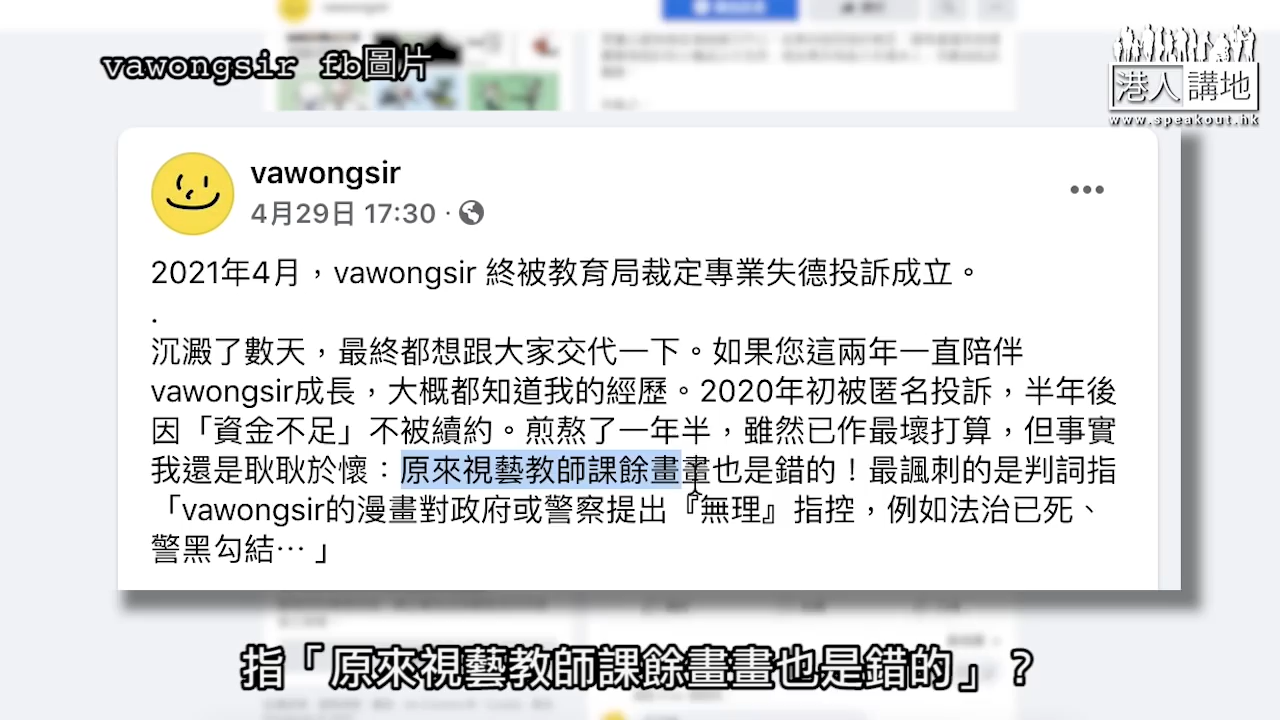 vawongsir fb圖片
港人講地
www.speakout.hk
vawongsir
4月29日 17:30 ·
2021年4月，vawongsir 終被教育局裁定專業失德投訴成立。
.
沉澱了數天，最終都想跟大家交代一下。如果您這兩年一直陪伴
vawongsir成長，大概都知道我的經歷。2020年初被匿名投訴，半年後
因「資金不足」不被續約。煎熬了一年半，雖然已作最壞打算，但事實
我還是耿耿於懷：原來視藝教師課餘畫畫也是錯的！最諷刺的是判詞指
「vawongsir的漫畫對政府或警察提出『無理』指控，例如法治已死、
警黑勾結… 」
指「原來視藝教師課餘畫畫也是錯的」？